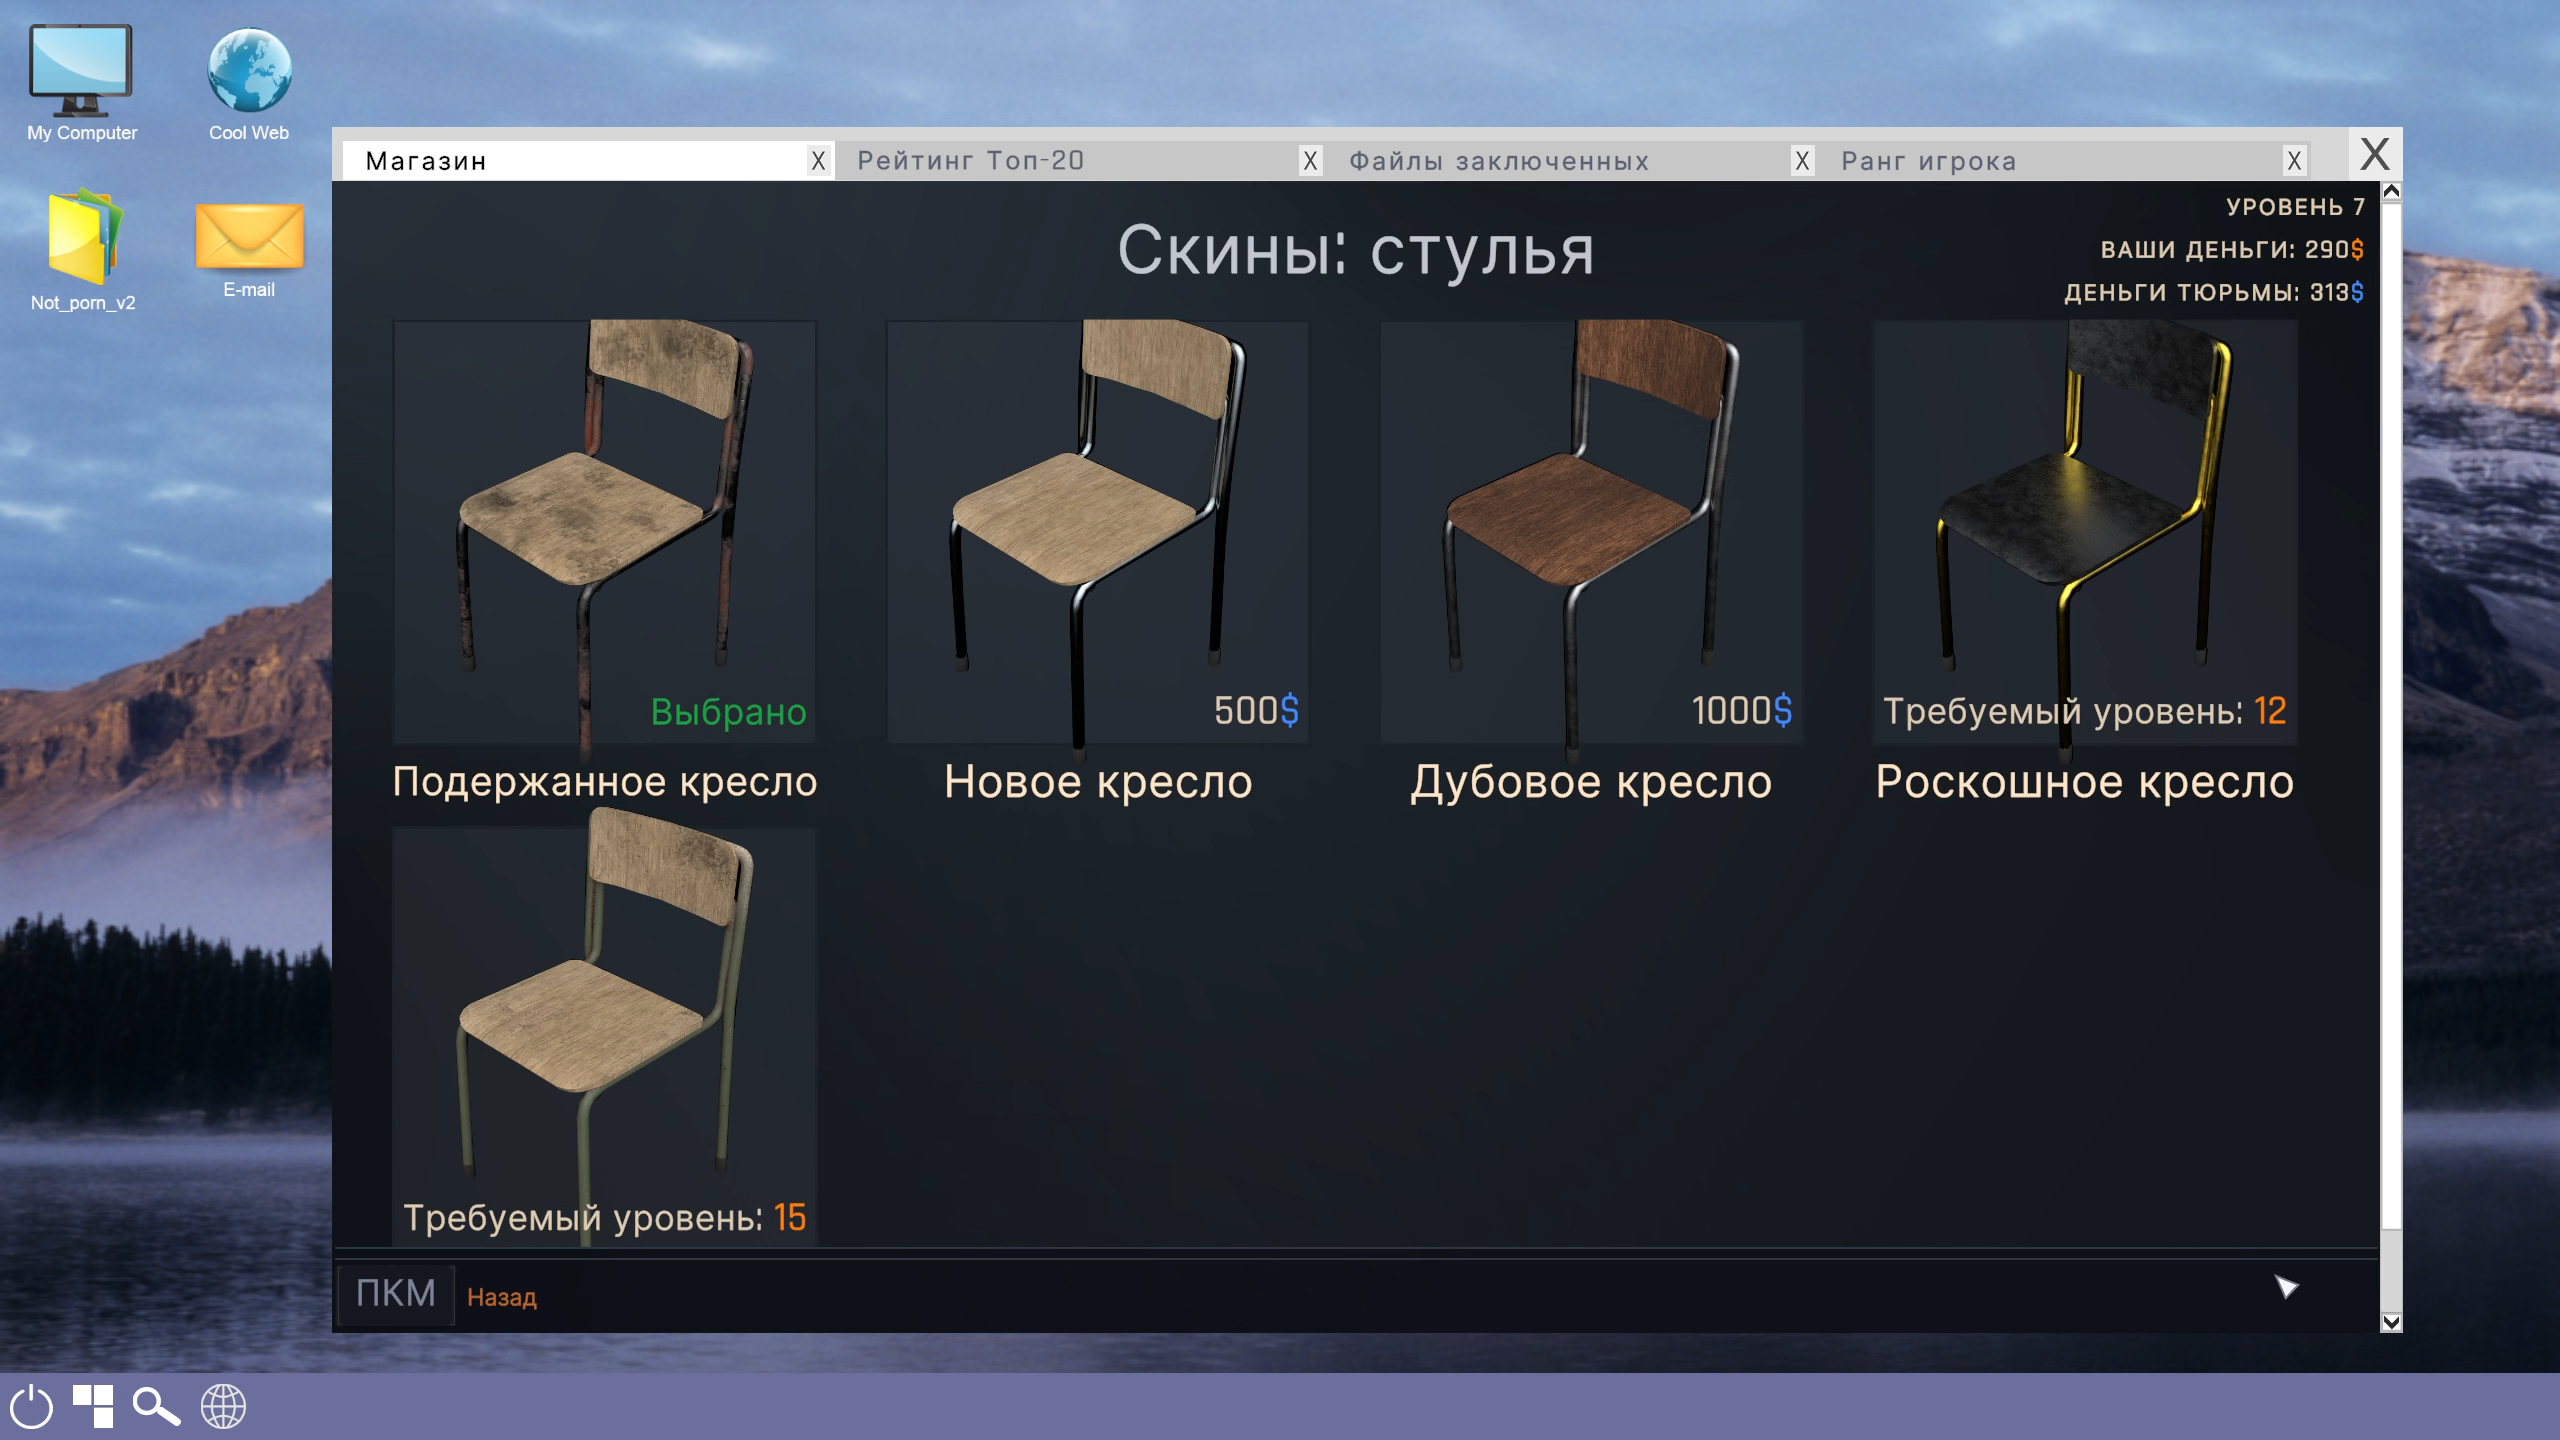 My Computer
Cool Web
Not_porn_v2
E-mail
Магазин
X
Рейтинг Топ-20
X
Файлы заключенных
X
Ранг игрока
X
X
УРОВЕНЬ 7
ВАШИ ДЕНЬГИ: 290$
ДЕНЬГИ ТЮРЬМЫ: 313$
Скины: стулья
Выбрано
500$
1000$
Требуемый уровень: 12
Подержанное кресло
Новое кресло
Дубовое кресло
Роскошное кресло
Требуемый уровень: 15
ПКМ
Назад